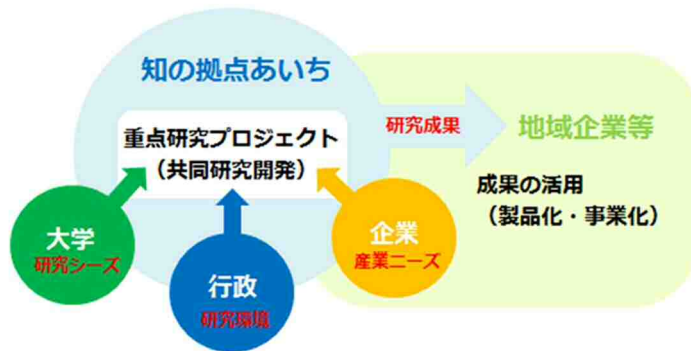 知の拠点あいち
重点研究プロジェクト
（共同研究開発）
大学
研究シーズ
行政
研究環境
企業
産業ニーズ
研究成果
地域企業等
成果の活用
（製品化・事業化）